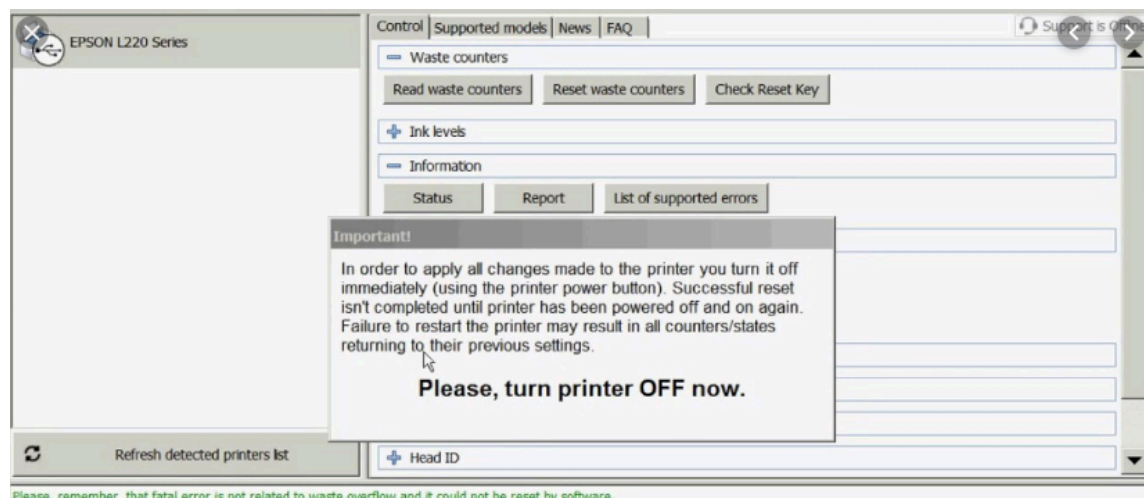 EPSON L220 Series
Control Supported models News FAQ
Support is Offline
Waste counters
Read waste counters Reset waste counters Check Reset Key
Ink levels
Information
Status Report List of supported errors
Important!
In order to apply all changes made to the printer you turn it off
immediately (using the printer power button). Successful reset
isn't completed until printer has been powered off and on again.
Failure to restart the printer may result in all counters/states
returning to their previous settings.
Please, turn printer OFF now.
Refresh detected printers list
Head ID
Please, remember, that fatal error is not related to waste overflow and it could not be reset by software